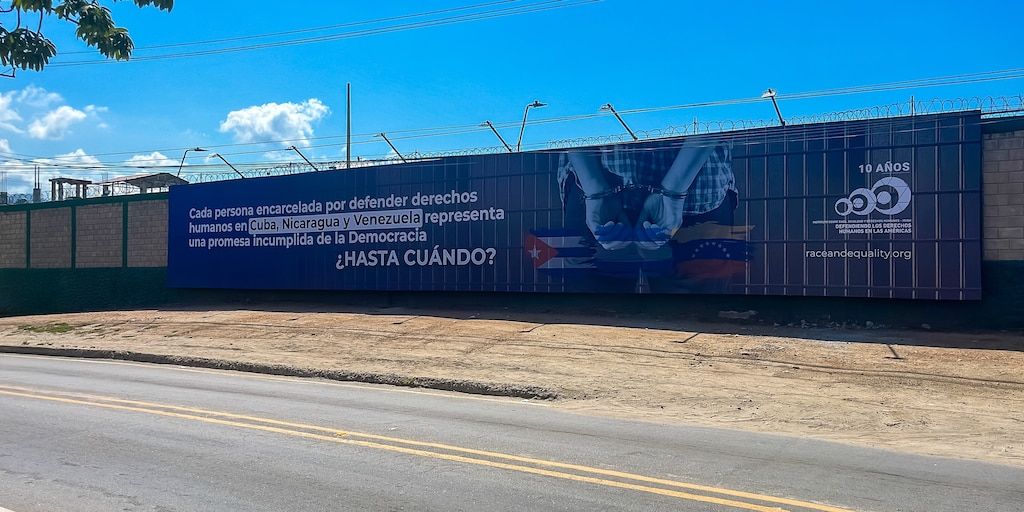 Cada persona encarcelada por defender derechos
humanos en Cuba, Nicaragua y Venezuela representa
una promesa incumplida de la Democracia
¿HASTA CUÁNDO?
10 AÑOS
DEFENDIENDO LOS DERECHOS
HUMANOS EN LAS AMÉRICAS
raceandequality.org